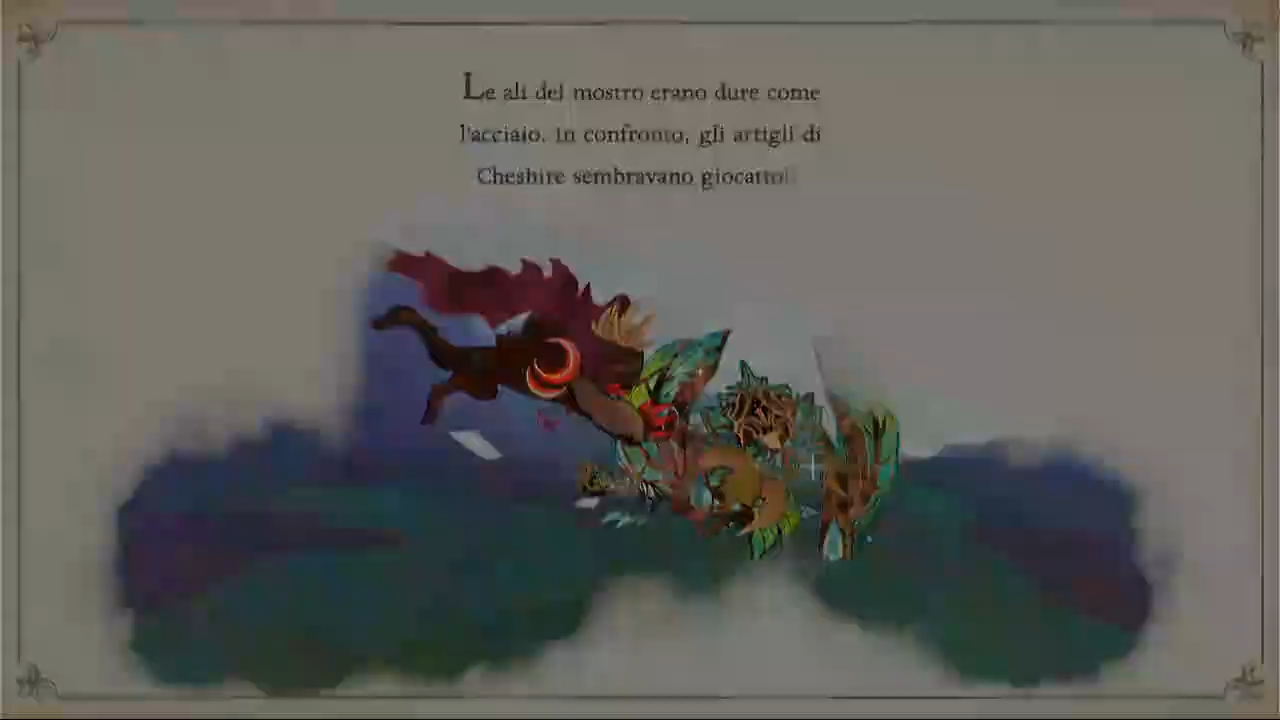 Le ali del mostro erano dure come
l'acciaio. In confronto, gli artigli di
Cheshire sembravano giocattoli